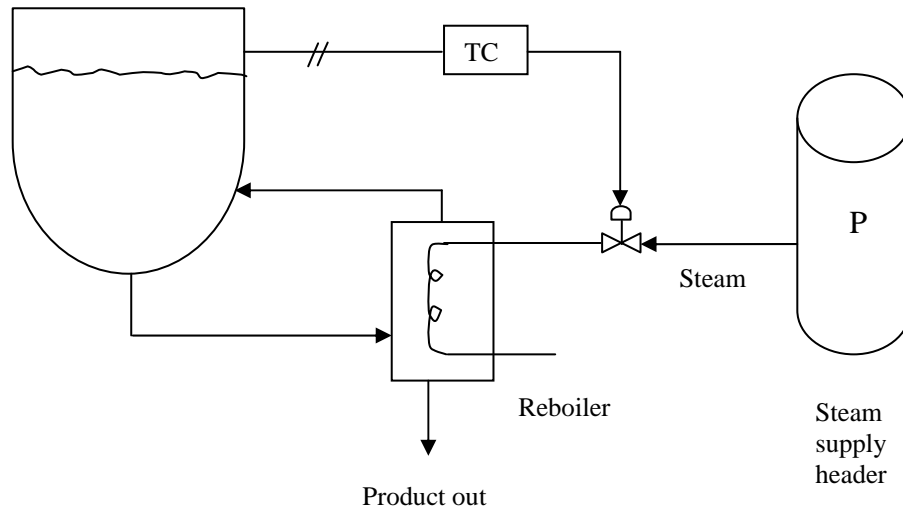 TC
P
Steam
Reboiler
Steam
supply
header
Product out